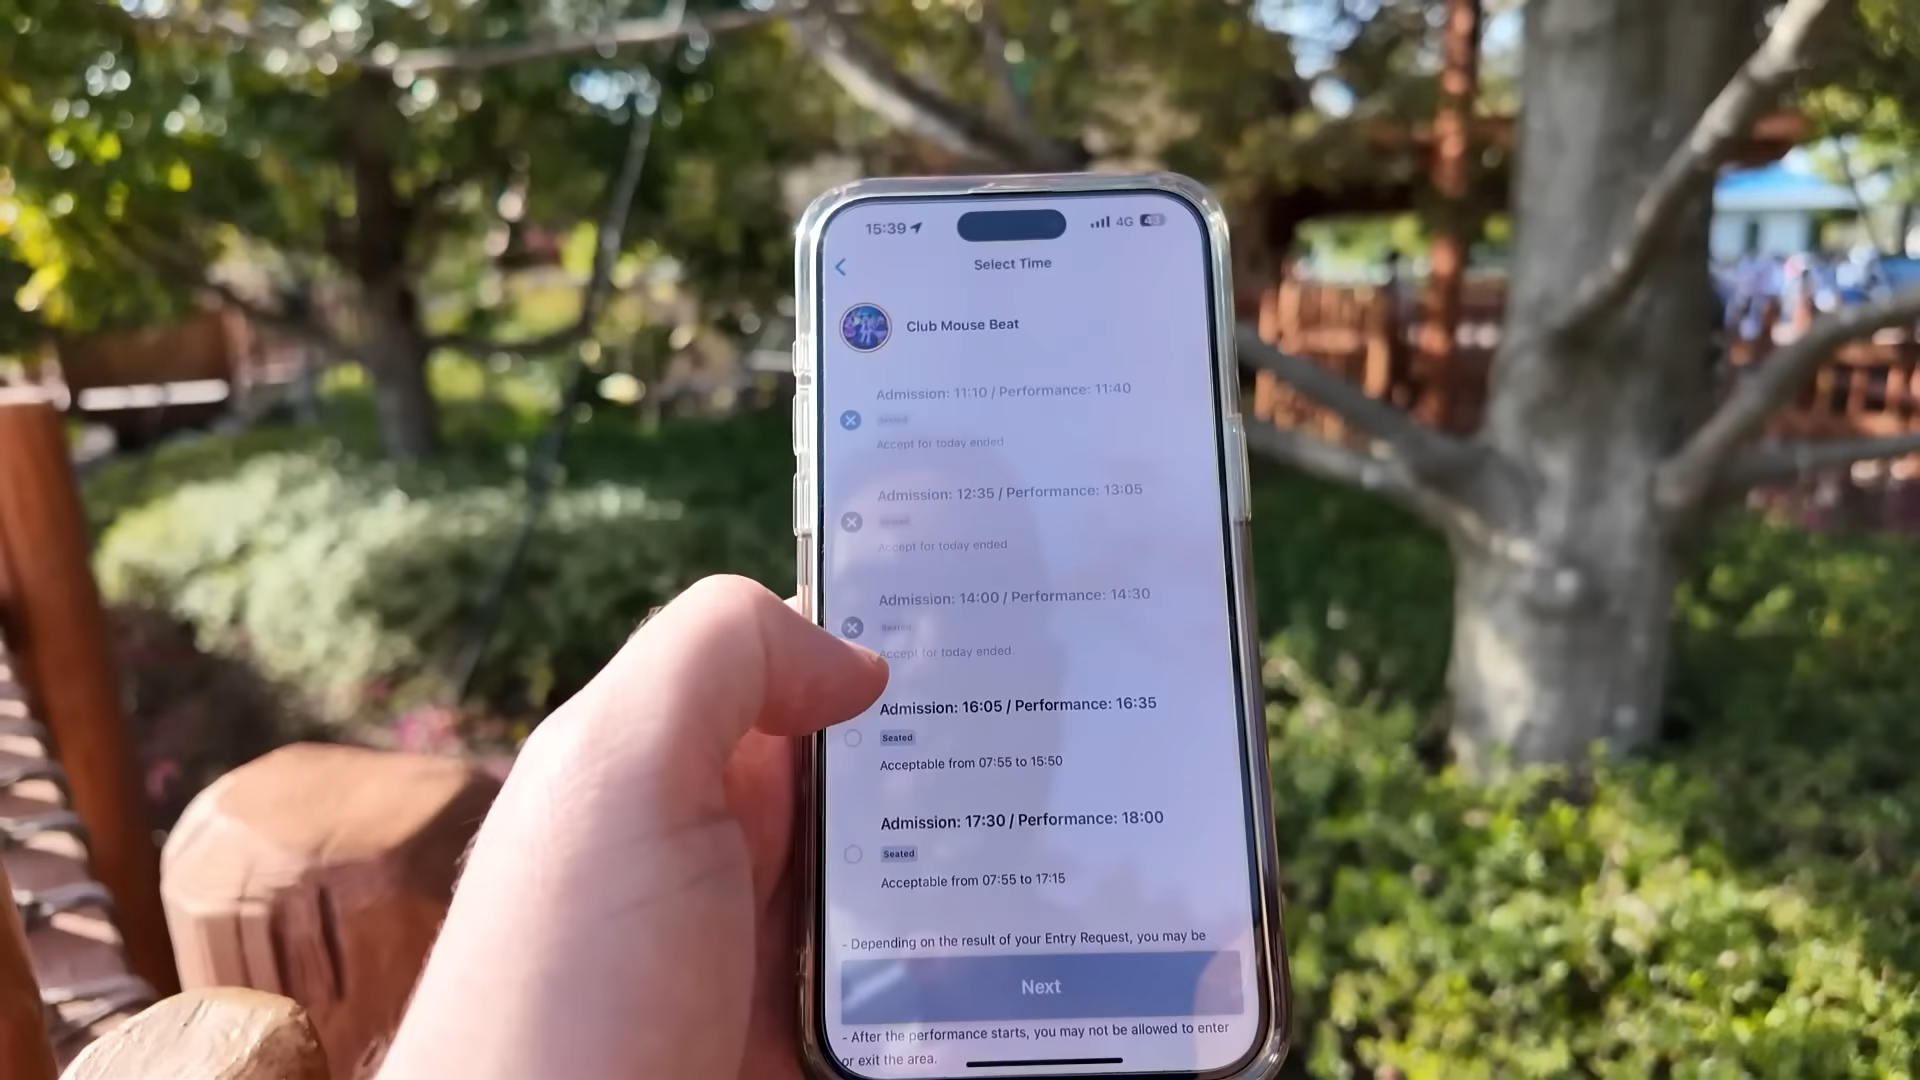 15:39
4G
Select Time
Club Mouse Beat
Admission: 11:10 / Performance: 11:40
Seated
Accept for today ended
Admission: 12:35 / Performance: 13:05
Seated
Accept for today ended
Admission: 14:00 / Performance: 14:30
Seated
Accept for today ended
Admission: 16:05 / Performance: 16:35
Seated
Acceptable from 07:55 to 15:50
Admission: 17:30 / Performance: 18:00
Seated
Acceptable from 07:55 to 17:15
- Depending on the result of your Entry Request, you may be
Next
- After the performance starts, you may not be allowed to enter
or exit the area.